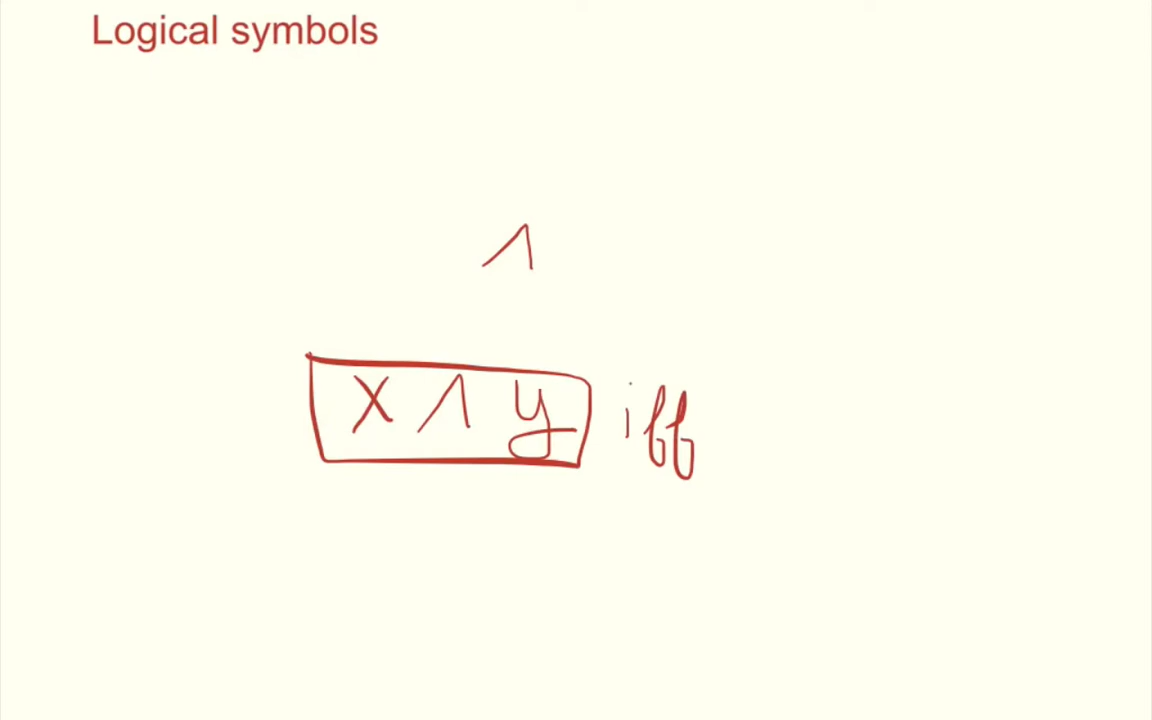 Logical symbols
∧
X ∧ y iff